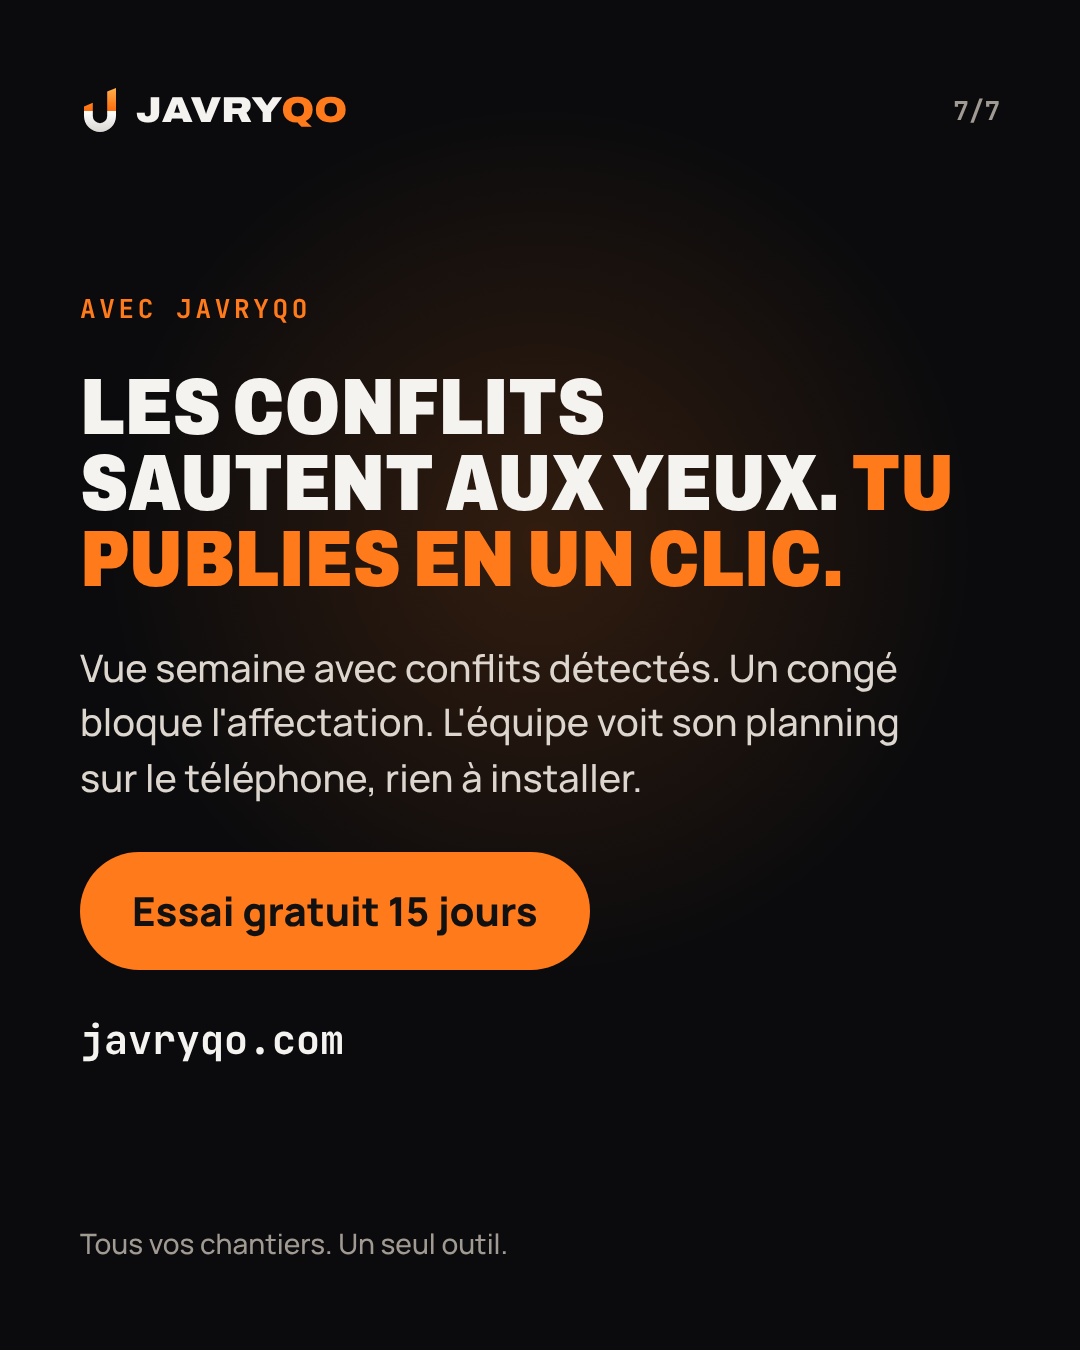 JAVRYQO
7/7
AVEC JAVRYQO
LES CONFLITS
SAUTENT AUX YEUX. TU
PUBLIES EN UN CLIC.
Vue semaine avec conflits détectés. Un congé
bloque l'affectation. L'équipe voit son planning
sur le téléphone, rien à installer.
Essai gratuit 15 jours
javryqo.com
Tous vos chantiers. Un seul outil.